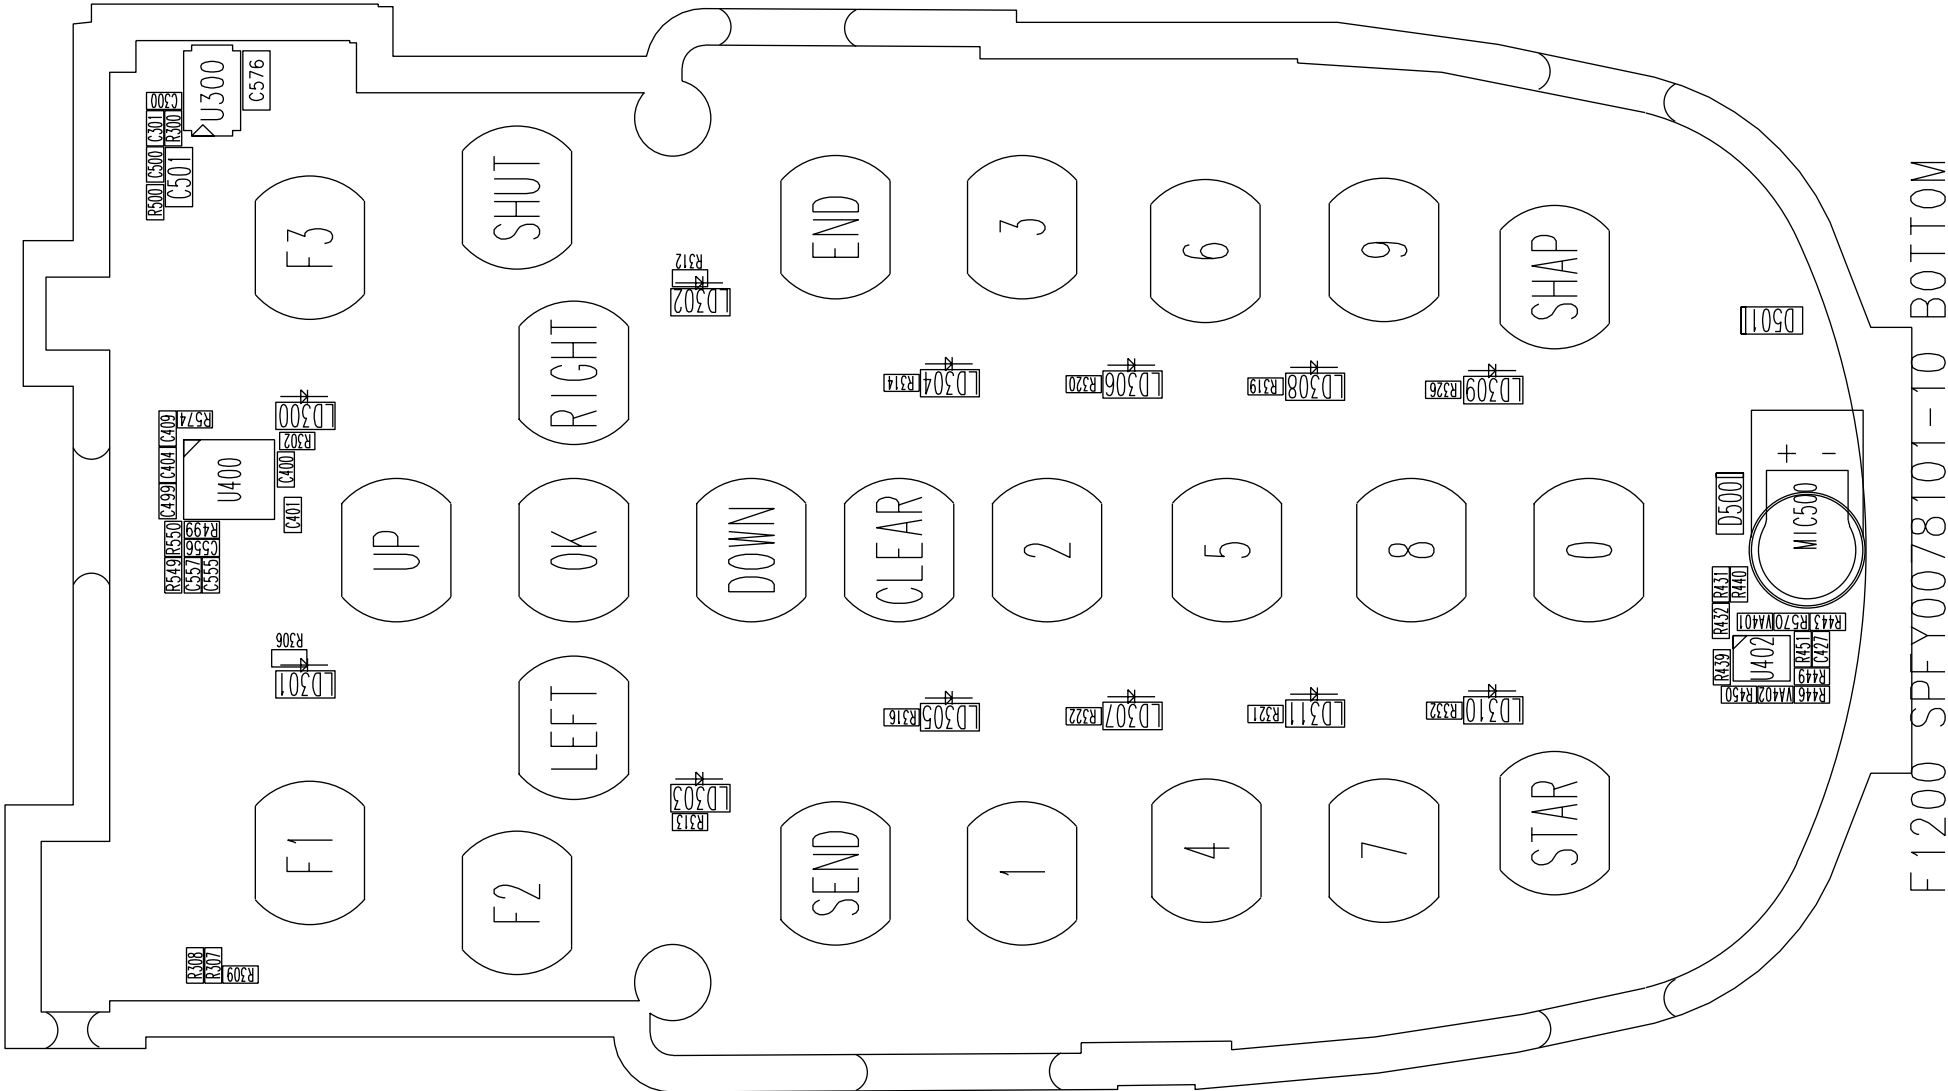 U300
C576
C300
C301
R300
C500
C501
R500
F3
SHUT
END
3
6
9
SHAP
R312
LD302
RIGHT
D501
R314
LD304
R320
LD306
R319
LD308
R326
LD309
LD300
R302
C409
R574
C404
U400
C400
C499
C401
R550
R499
C556
R549
C557
C555
UP
OK
DOWN
CLEAR
2
5
8
0
+ -
D500
MIC500
R431
R440
R432
VA401
R570
R443
R439
U402
R451
C427
R449
R450
VA402
R446
R306
LD301
LEFT
R316
LD305
R322
LD307
R321
LD311
R332
LD310
LD303
R313
F1
F2
SEND
1
4
7
STAR
R308
R307
R309
F1200 SPFY0078101-10 BOTTOM